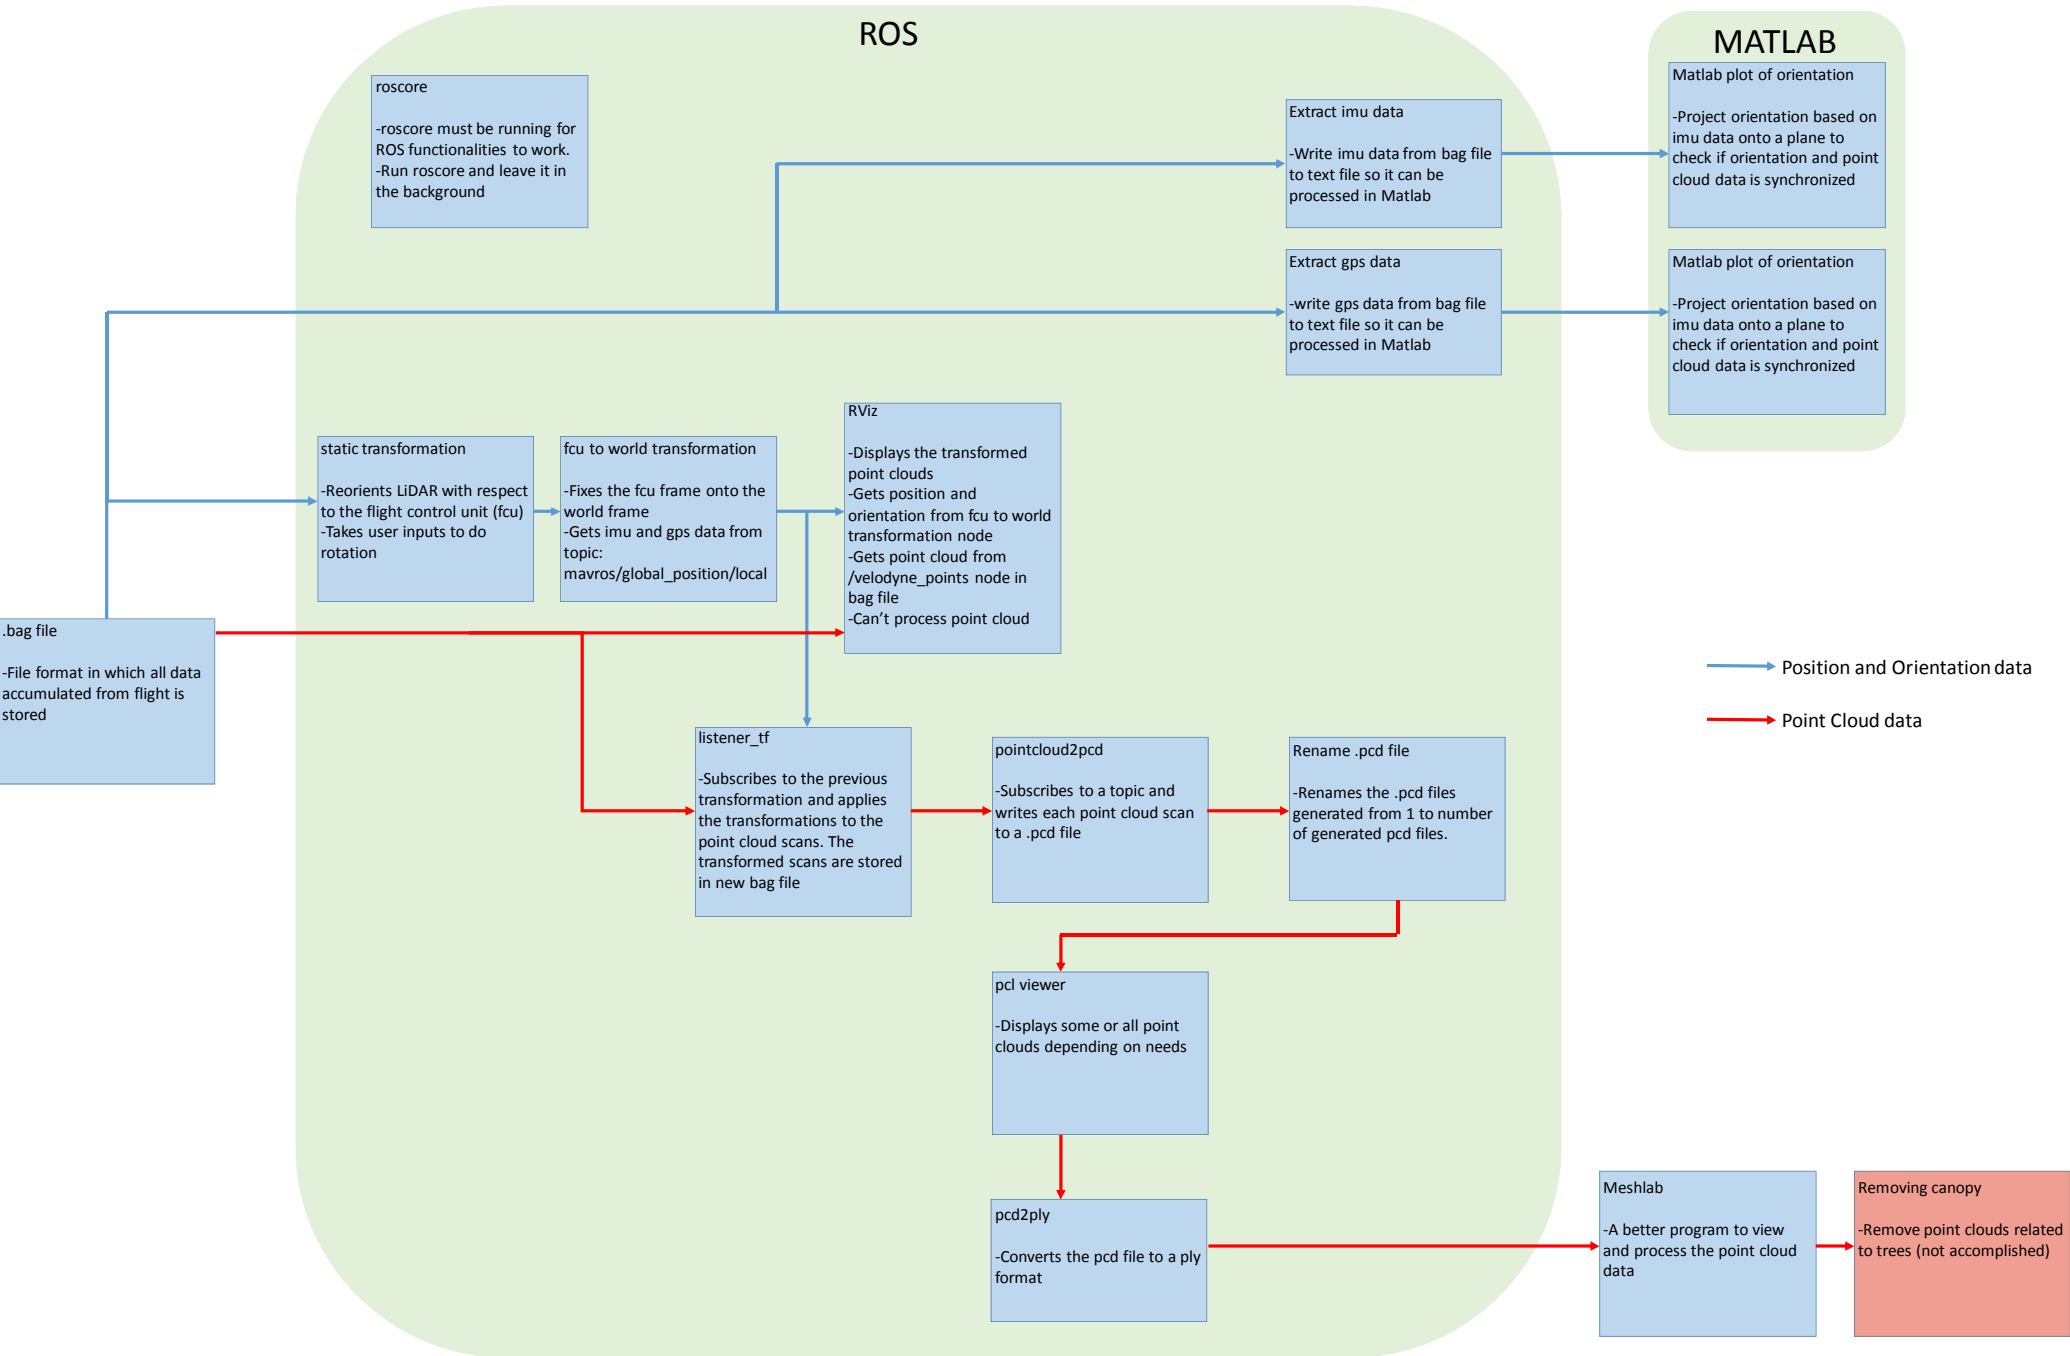 ROS
MATLAB
roscore
-roscore must be running for
ROS functionalities to work.
-Run roscore and leave it in
the background
Extract imu data
-Write imu data from bag file
to text file so it can be
processed in Matlab
Matlab plot of orientation
-Project orientation based on
imu data onto a plane to
check if orientation and point
cloud data is synchronized
Extract gps data
-write gps data from bag file
to text file so it can be
processed in Matlab
Matlab plot of orientation
-Project orientation based on
imu data onto a plane to
check if orientation and point
cloud data is synchronized
static transformation
-Reorients LiDAR with respect
to the flight control unit (fcu)
-Takes user inputs to do
rotation
fcu to world transformation
-Fixes the fcu frame onto the
world frame
-Gets imu and gps data from
topic:
mavros/global_position/local
RViz
-Displays the transformed
point clouds
-Gets position and
orientation from fcu to world
transformation node
-Gets point cloud from
/velodyne_points node in
bag file
-Can't process point cloud
.bag file
-File format in which all data
accumulated from flight is
stored
Position and Orientation data
Point Cloud data
listener_tf
-Subscribes to the previous
transformation and applies
the transformations to the
point cloud scans. The
transformed scans are stored
in new bag file
pointcloud2pcd
-Subscribes to a topic and
writes each point cloud scan
to a .pcd file
Rename .pcd file
-Renames the .pcd files
generated from 1 to number
of generated pcd files.
pcl viewer
-Displays some or all point
clouds depending on needs
pcd2ply
-Converts the pcd file to a ply
format
Meshlab
-A better program to view
and process the point cloud
data
Removing canopy
-Remove point clouds related
to trees (not accomplished)